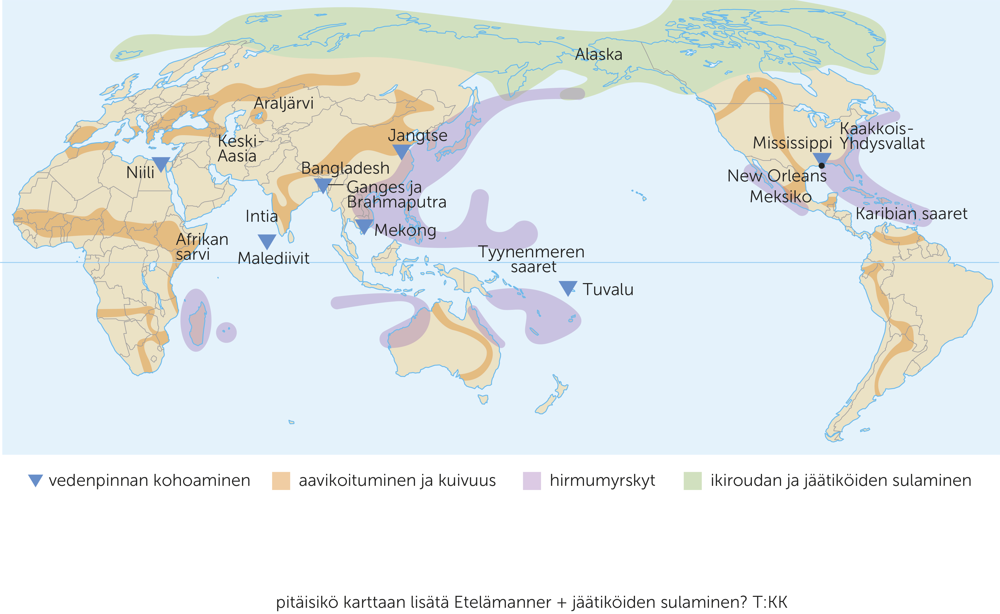 Alaska
Araljärvi
Kaakkois-
Yhdysvallat
Jangtse
Mississippi
Keski-
Aasia
Niili
Bangladesh
New Orleans
Ganges ja
Brahmaputra
Meksiko
Intia
Karibian saaret
Mekong
Afrikan
sarvi
Malediivit
Tyynenmeren
saaret
Tuvalu
vedenpinnan kohoaminen
aavikoituminen ja kuivuus
hirmumyrskyt
ikiroudan ja jäätiköiden sulaminen
pitäisikö karttaan lisätä Etelämanner + jäätiköiden sulaminen? T:KK